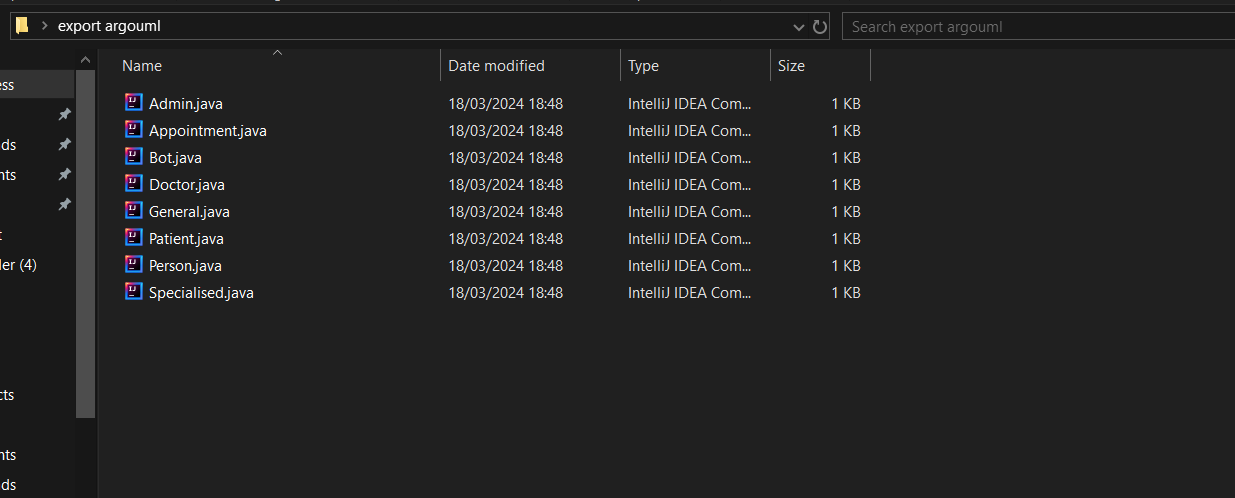 export argouml
Search export argouml
Name Date modified Type Size
Admin.java 18/03/2024 18:48 IntelliJ IDEA Com... 1 KB
Appointment.java 18/03/2024 18:48 IntelliJ IDEA Com... 1 KB
Bot.java 18/03/2024 18:48 IntelliJ IDEA Com... 1 KB
Doctor.java 18/03/2024 18:48 IntelliJ IDEA Com... 1 KB
General.java 18/03/2024 18:48 IntelliJ IDEA Com... 1 KB
Patient.java 18/03/2024 18:48 IntelliJ IDEA Com... 1 KB
Person.java 18/03/2024 18:48 IntelliJ IDEA Com... 1 KB
Specialised.java 18/03/2024 18:48 IntelliJ IDEA Com... 1 KB
ess
ds
nts
t
ler (4)
cts
nts
ds